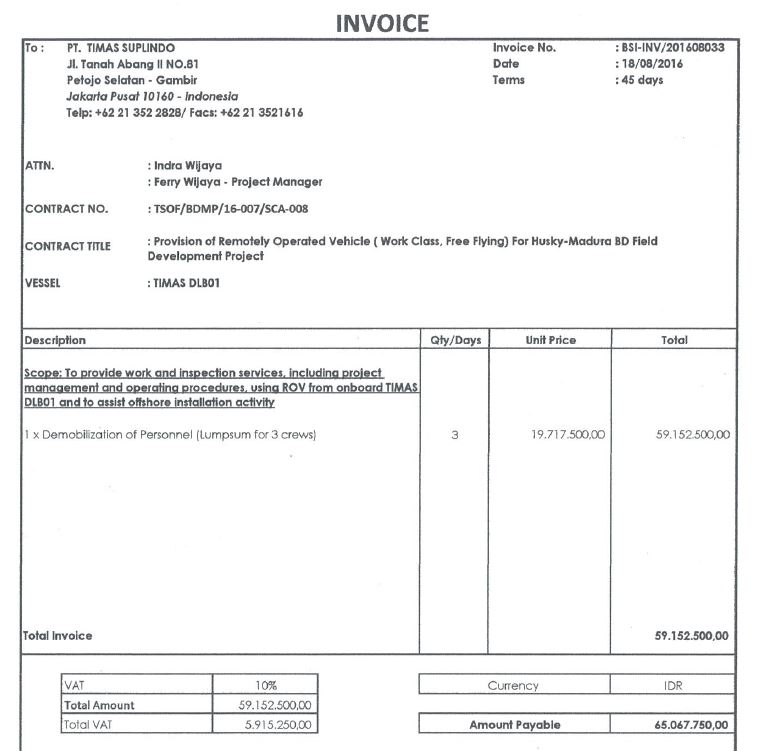 INVOICE
To : PT. TIMAS SUPLINDO
Jl. Tanah Abang II NO.81
Petojo Selatan - Gambir
Jakarta Pusat 10160 - Indonesia
Telp: +62 21 352 2828/ Facs: +62 21 3521616
Invoice No. : BSI-INV/201608033
Date : 18/08/2016
Terms : 45 days
ATTN. : Indra Wijaya
: Ferry Wijaya - Project Manager
CONTRACT NO. : TSOF/BDMP/16-007/SCA-008
CONTRACT TITLE : Provision of Remotely Operated Vehicle ( Work Class, Free Flying) For Husky-Madura BD Field
Development Project
VESSEL : TIMAS DLB01
Description Qty/Days Unit Price Total
Scope: To provide work and inspection services, including project
management and operating procedures, using ROV from onboard TIMAS
DLB01 and to assist offshore installation activity
1 x Demobilization of Personnel (Lumpsum for 3 crews) 3 19.717.500,00 59.152.500,00
Total Invoice 59.152.500,00
VAT 10%
Total Amount 59.152.500,00
Total VAT 5.915.250,00
Currency IDR
Amount Payable 65.067.750,00